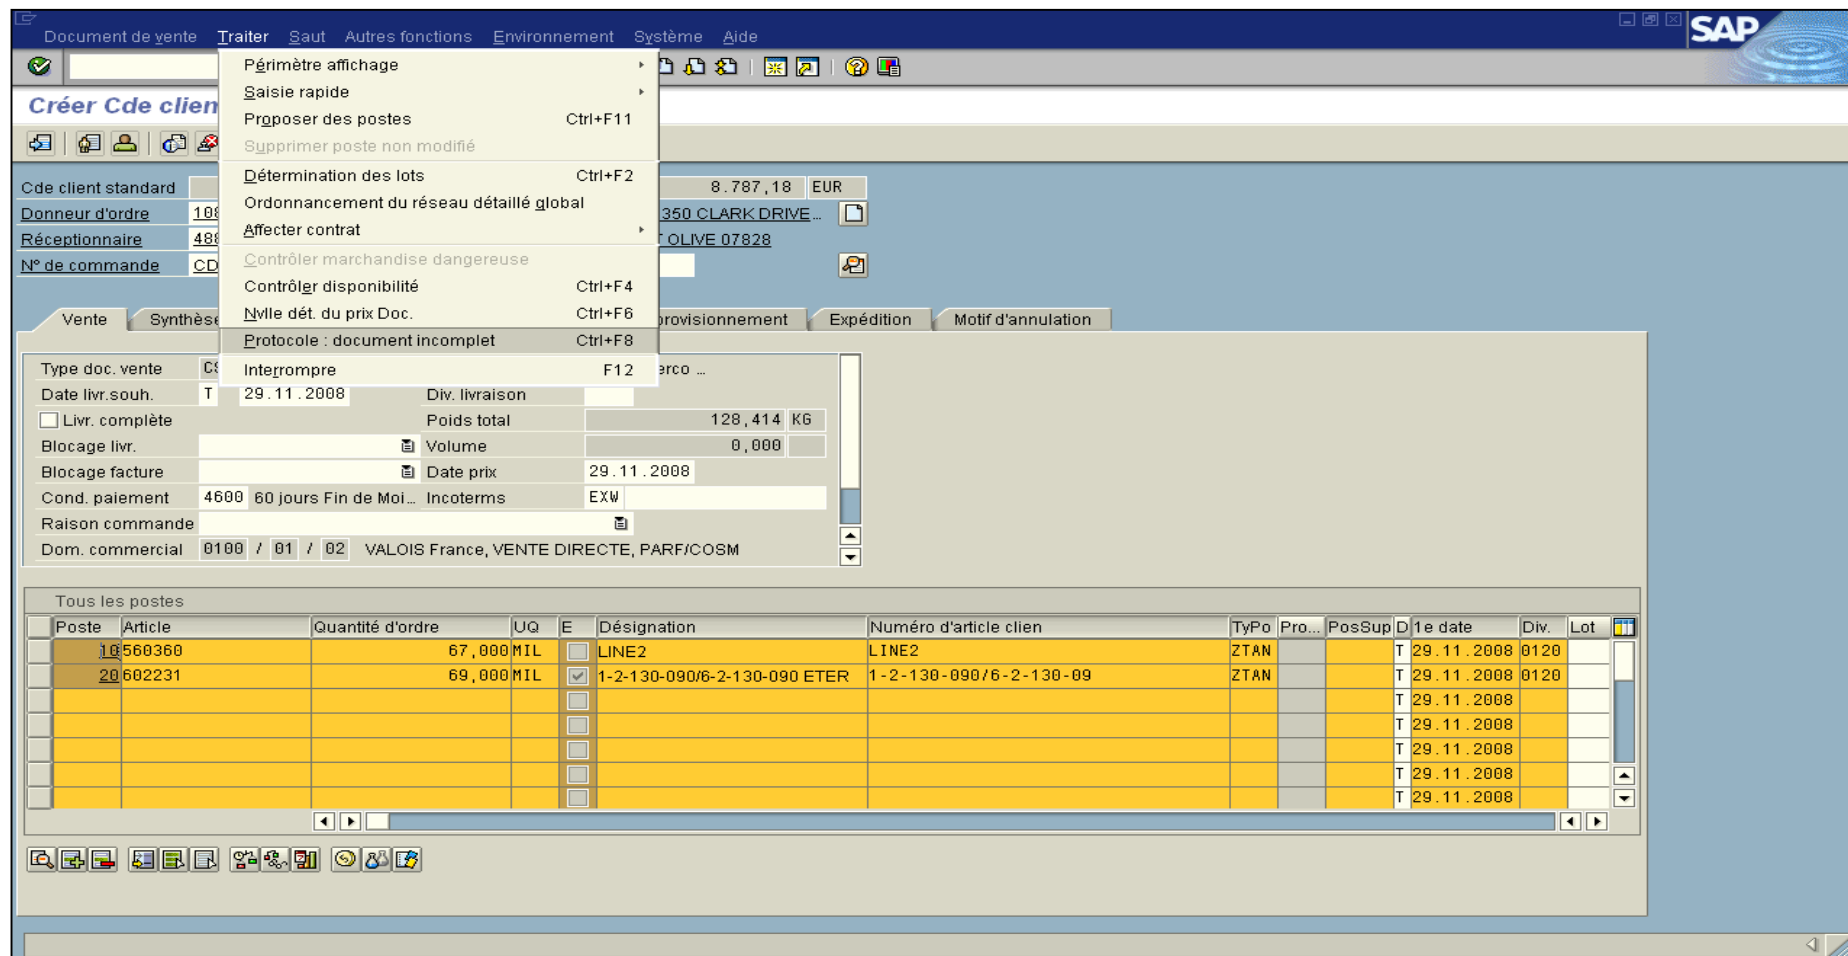 Document de vente Traiter Saut Autres fonctions Environnement Système Aide
SAP
Périmètre affichage
Saisie rapide
Créer Cde clien
Proposer des postes Ctrl+F11
Supprimer poste non modifié
Détermination des lots Ctrl+F2
Ordonnancement du réseau détaillé global
Affecter contrat
Contrôler marchandise dangereuse
Contrôler disponibilité Ctrl+F4
Nvlle dét. du prix Doc. Ctrl+F6
Protocole : document incomplet Ctrl+F8
Interrompre F12
Cde client standard 8.787,18 EUR
Donneur d'ordre 108 350 CLARK DRIVE...
Réceptionnaire 488 OLIVE 07828
N° de commande CD
Vente Synthèse provisionnement Expédition Motif d'annulation
Type doc. vente erco ...
Date livr.souh. T 29.11.2008 Div. livraison
Livr. complète Poids total 128,414 KG
Blocage livr. Volume 0,000
Blocage facture Date prix 29.11.2008
Cond. paiement 4600 60 jours Fin de Moi... Incoterms EXW
Raison commande
Dom. commercial 0100 / 01 / 02 VALOIS France, VENTE DIRECTE, PARF/COSM
Tous les postes
Poste Article Quantité d'ordre UQ E Désignation Numéro d'article clien TyPo Pro... PosSup D 1e date Div. Lot
10 560360 67,000 MIL LINE2 LINE2 ZTAN T 29.11.2008 0120
20 602231 69,000 MIL 1-2-130-090/6-2-130-090 ETER 1-2-130-090/6-2-130-09 ZTAN T 29.11.2008 0120
T 29.11.2008
T 29.11.2008
T 29.11.2008
T 29.11.2008
T 29.11.2008